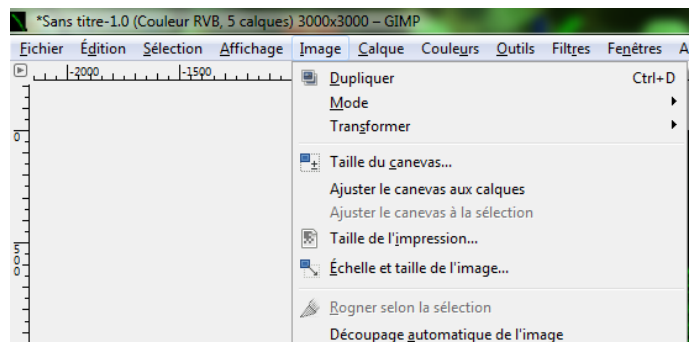 *Sans titre-1.0 (Couleur RVB, 5 calques) 3000x3000 – GIMP
Fichier Édition Sélection Affichage Image Calque Couleurs Outils Filtres Fenêtres A
-2000 -1500
Dupliquer Ctrl+D
Mode
Transformer
0
Taille du canevas...
Ajuster le canevas aux calques
Ajuster le canevas à la sélection
Taille de l'impression...
500
Échelle et taille de l'image...
Rogner selon la sélection
Découpage automatique de l'image